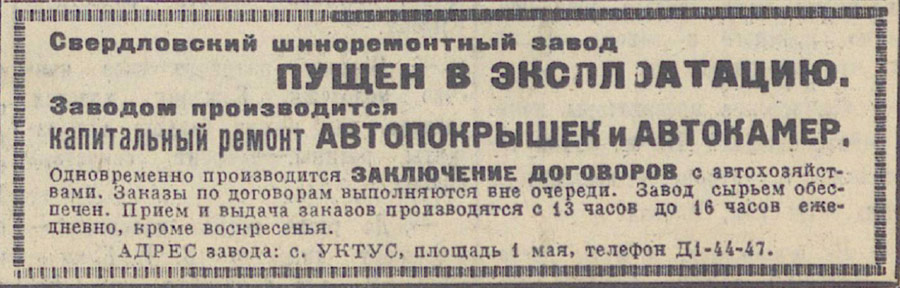 Свердловский шиноремонтный завод
ПУЩЕН В ЭКСПЛОАТАЦИЮ.
Заводом производится
капитальный ремонт АВТОПОКРЫШЕК и АВТОКАМЕР.
Одновременно производится ЗАКЛЮЧЕНИЕ ДОГОВОРОВ с автохозяйст-
вами. Заказы по договорам выполняются вне очереди. Завод сырьем обес-
печен. Прием и выдача заказов производятся с 13 часов до 16 часов еже-
дневно, кроме воскресенья.
АДРЕС завода: с. УКТУС, площадь 1 мая, телефон Д1-44-47.